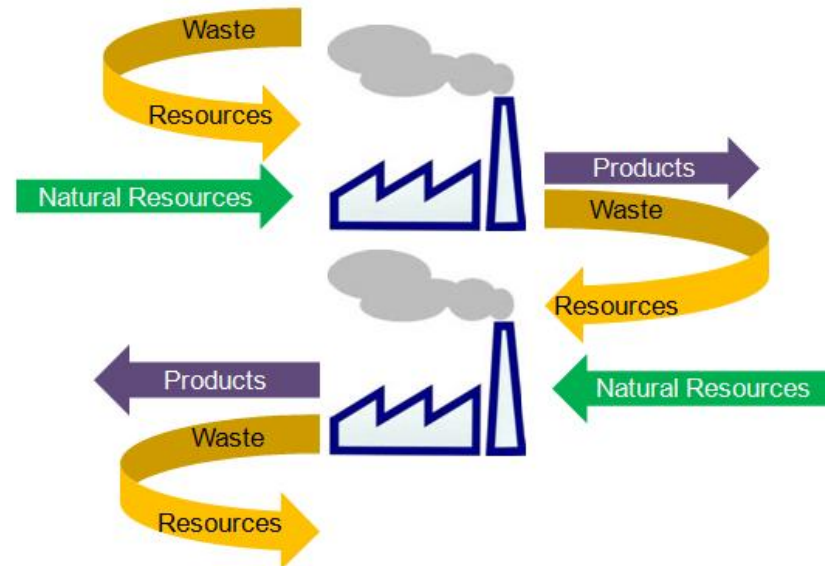 Waste
Resources
Natural Resources
Products
Waste
Resources
Products
Natural Resources
Waste
Resources